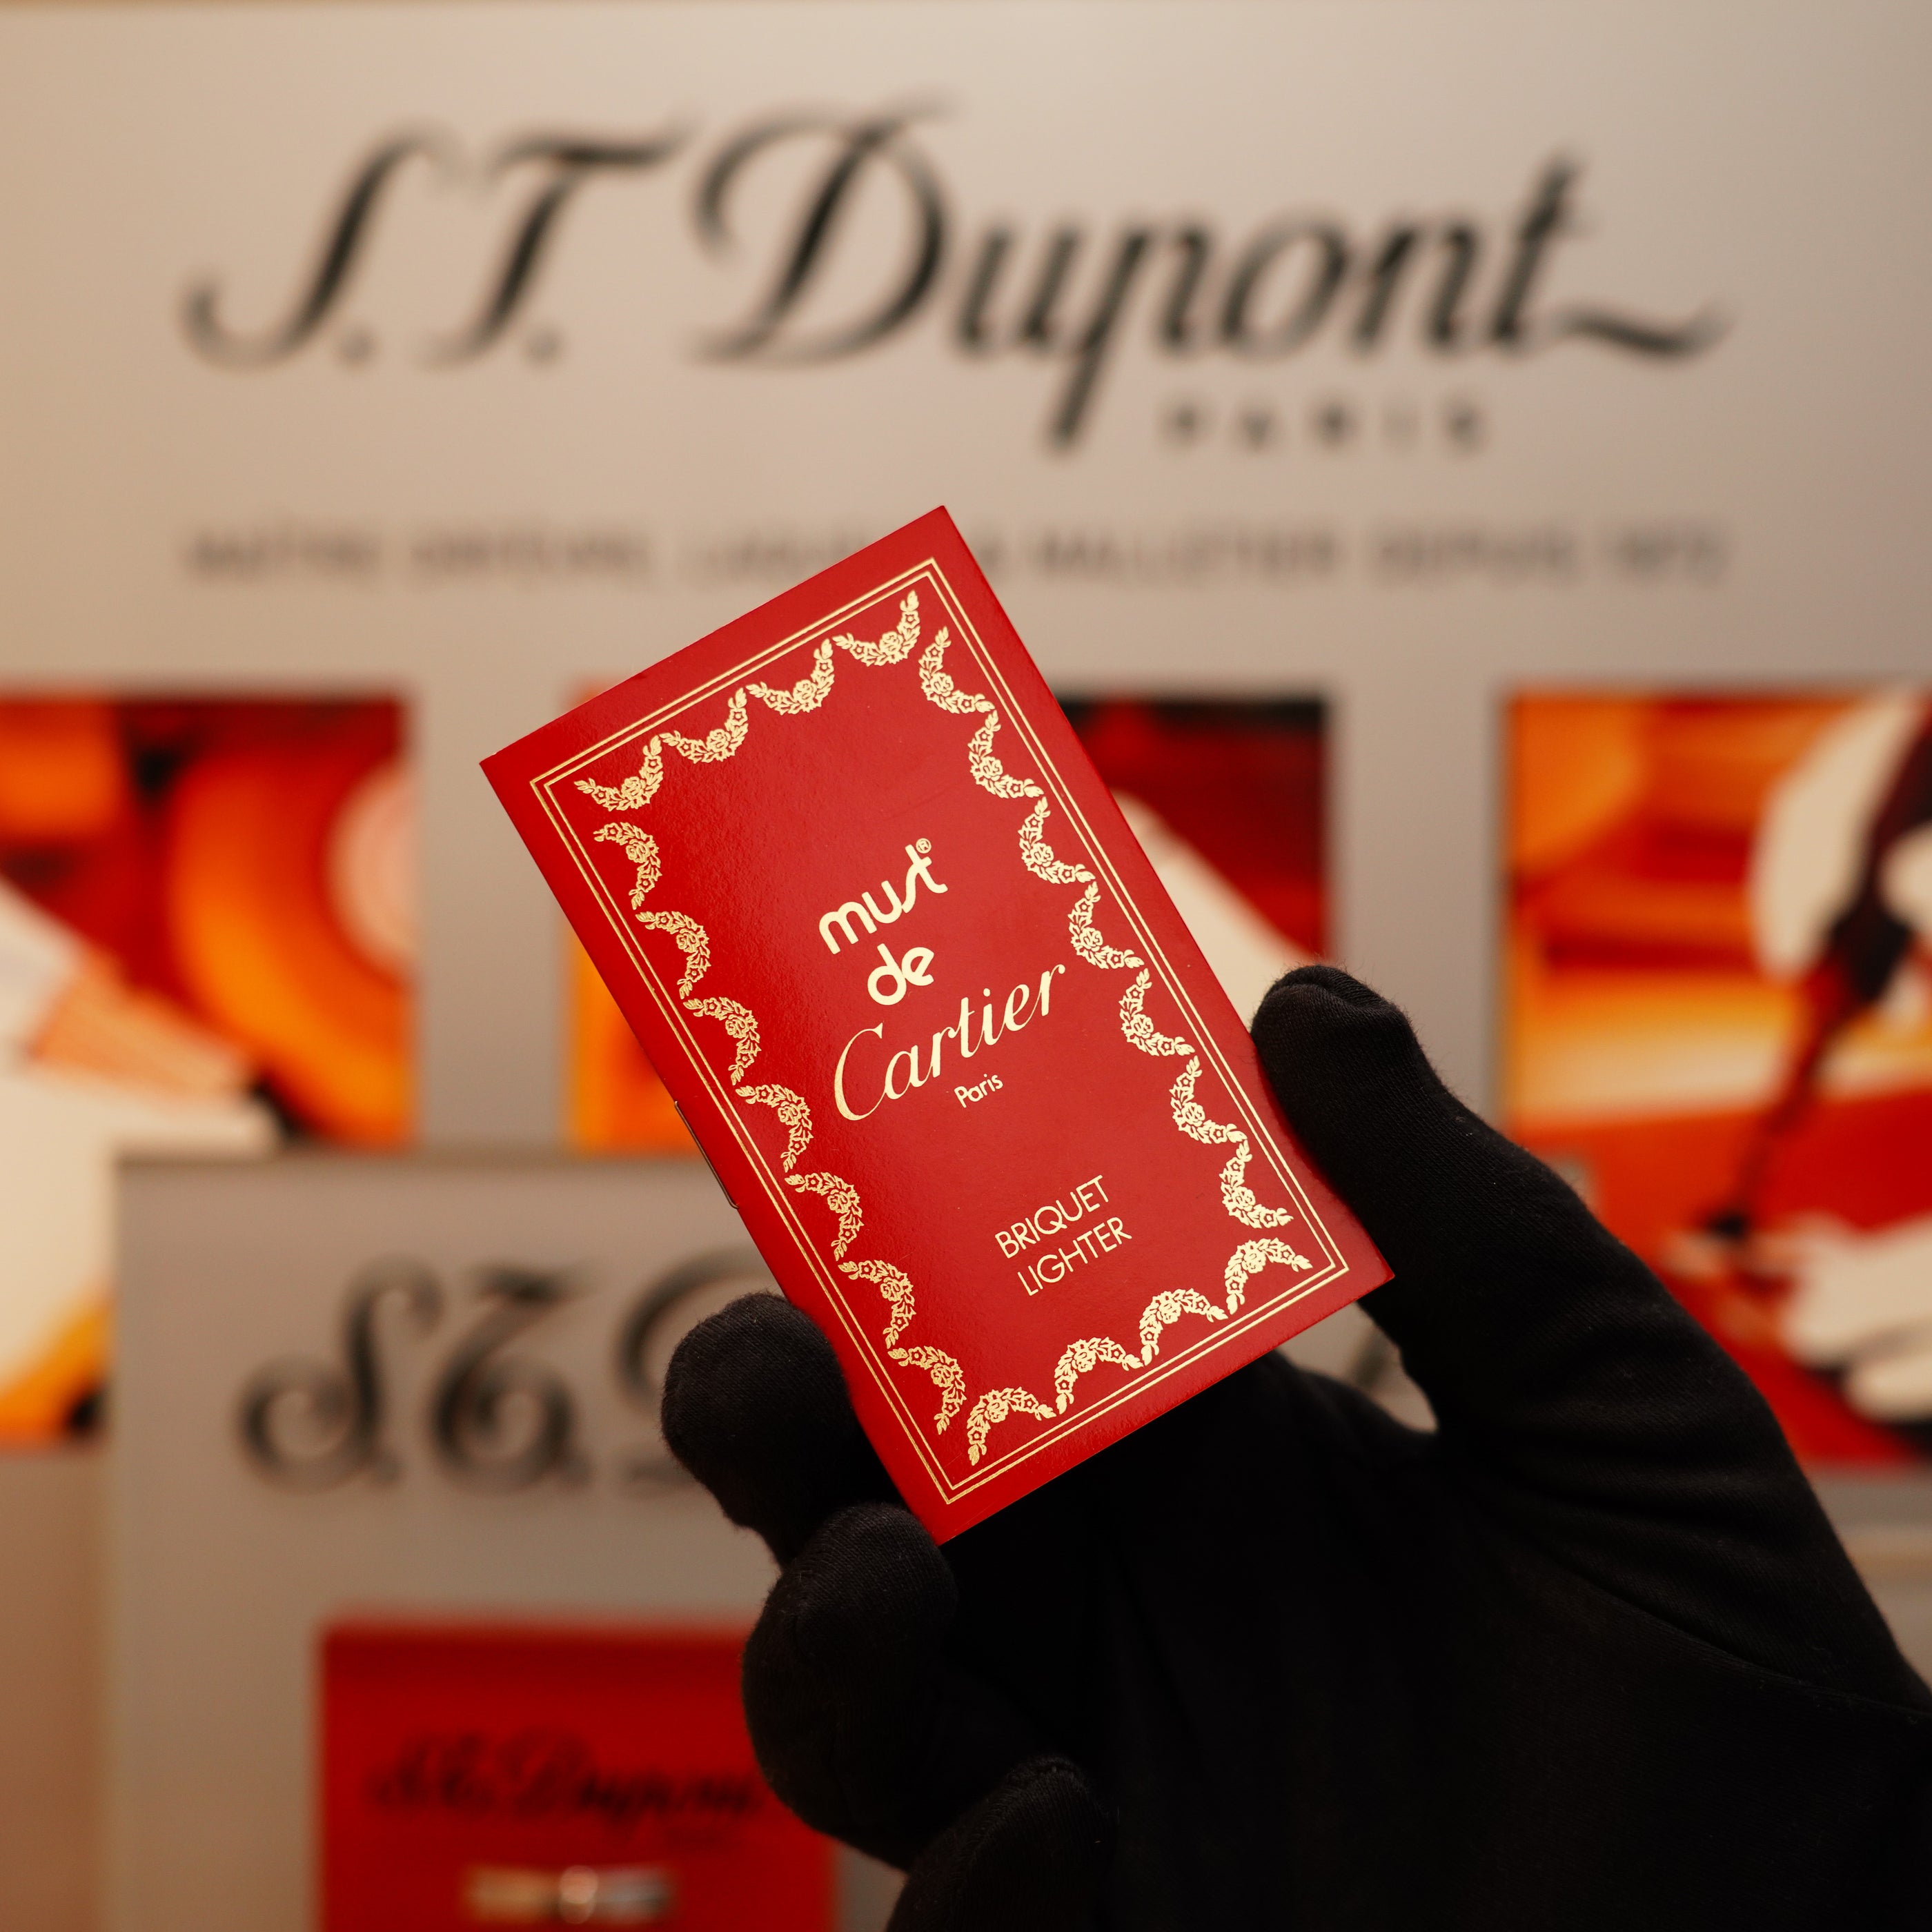 S.T. Dupont
PARIS
must®
de
Cartier
Paris
BRIQUET
LIGHTER
S.T. D
S.T. Dupont